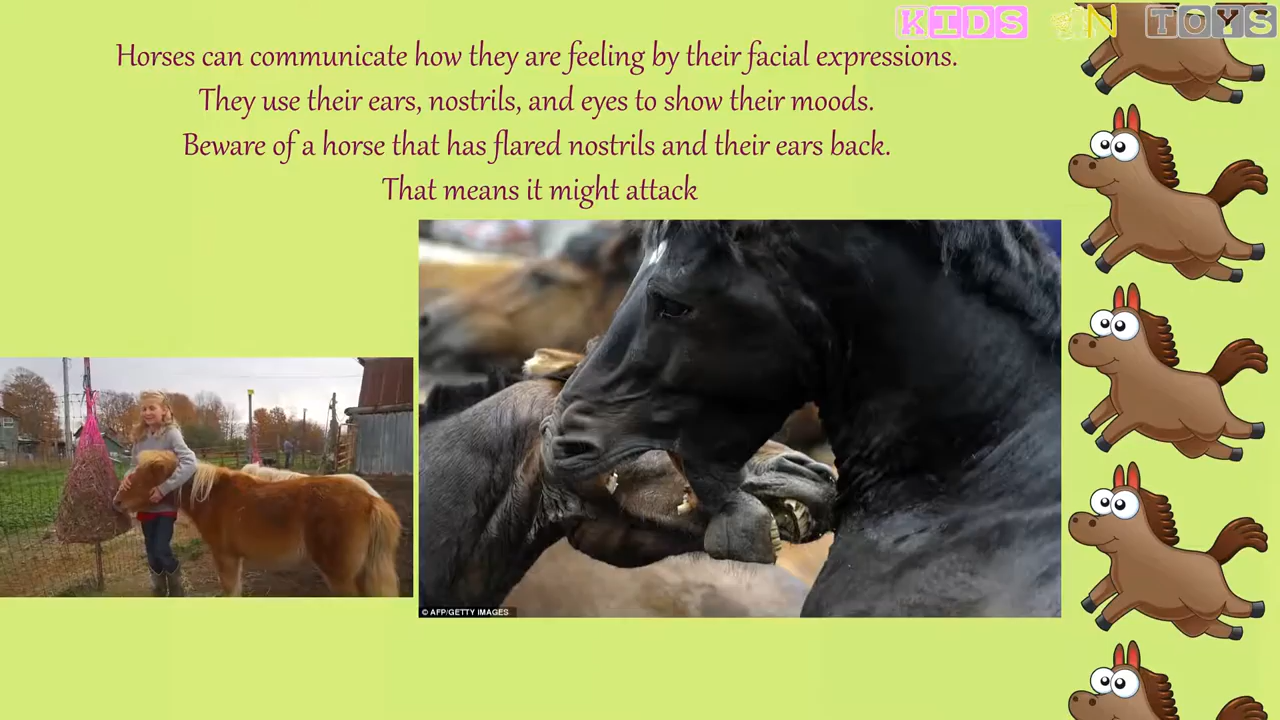 KIDS 'N TOYS
Horses can communicate how they are feeling by their facial expressions.
They use their ears, nostrils, and eyes to show their moods.
Beware of a horse that has flared nostrils and their ears back.
That means it might attack
© AFP/GETTY IMAGES